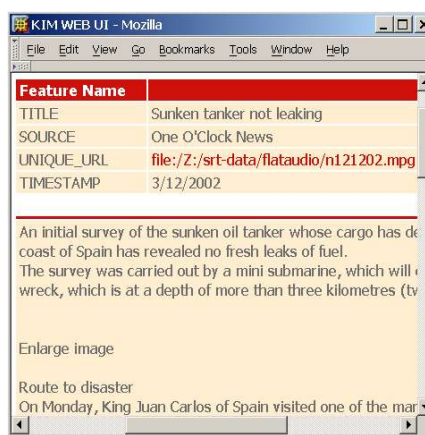 KIM WEB UI - Mozilla
File Edit View Go Bookmarks Tools Window Help
Feature Name
TITLE Sunken tanker not leaking
SOURCE One O'Clock News
UNIQUE_URL file:/Z:/srt-data/flataudio/n121202.mpg
TIMESTAMP 3/12/2002
An initial survey of the sunken oil tanker whose cargo has de
coast of Spain has revealed no fresh leaks of fuel.
The survey was carried out by a mini submarine, which will
wreck, which is at a depth of more than three kilometres (tw
Enlarge image
Route to disaster
On Monday, King Juan Carlos of Spain visited one of the mar